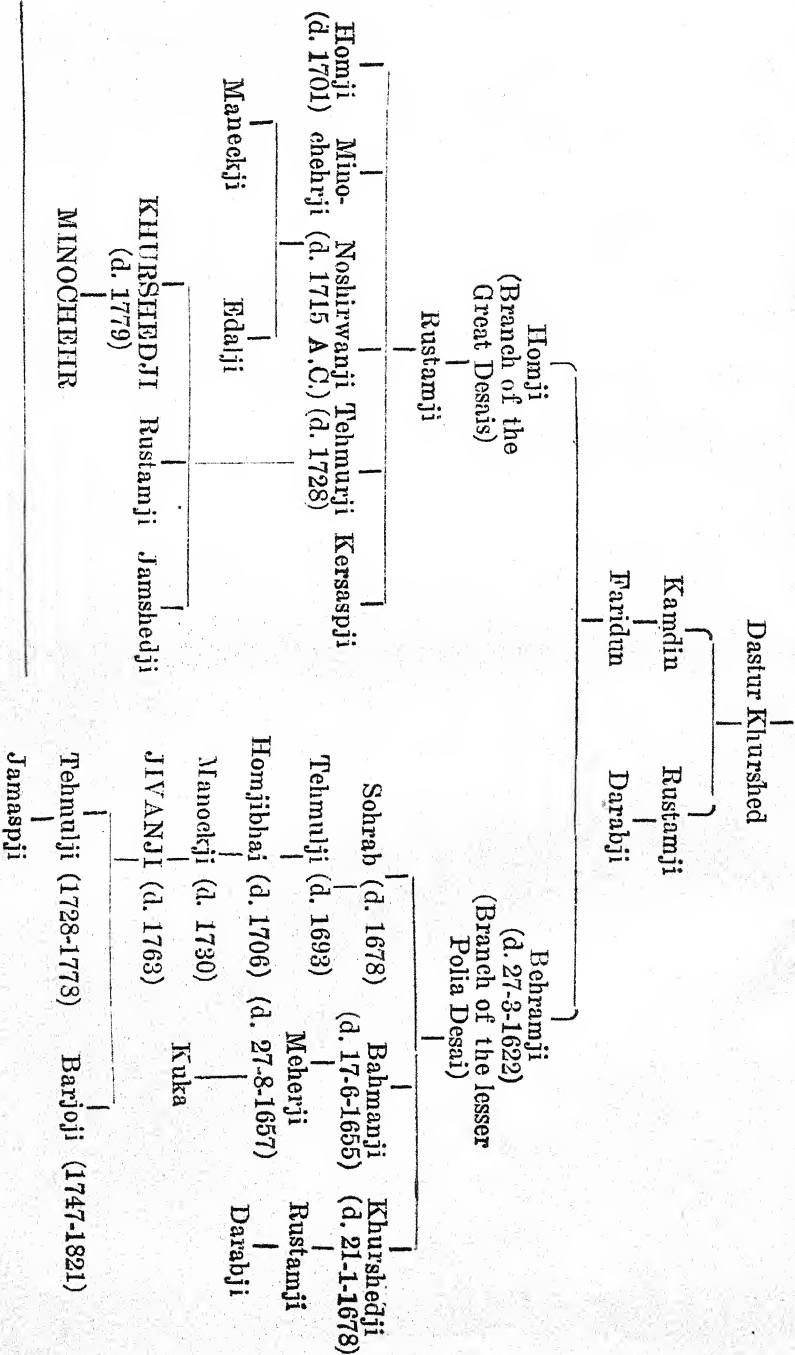 Dastur Khurshed
Kamdin Rustamji
Faridun Darabji
Homji
(Branch of the
Great Desais)
Behramji
(d. 27-3-1622)
(Branch of the lesser
Polia Desai)
Rustamji
Homji Mino- Noshirwanji Tehmurji Kersaspji
(d. 1701) chehrji (d. 1715 A.C.) (d. 1728)
Maneckji Edalji
KHURSHEDJI Rustamji Jamshedji
(d. 1779)
MINOCHEHR
Sohrab (d. 1678) Bahmanji Khurshedji
(d. 17-6-1655) (d. 21-1-1678)
Tehmulji (d. 1693) Meherji Rustamji
Homjibhai (d. 1706) (d. 27-8-1657) Darabji
Manockji (d. 1730) Kuka
JIVANJI (d. 1763)
Tehmulji (1728-1778) Barjoji (1747-1821)
Jamaspji